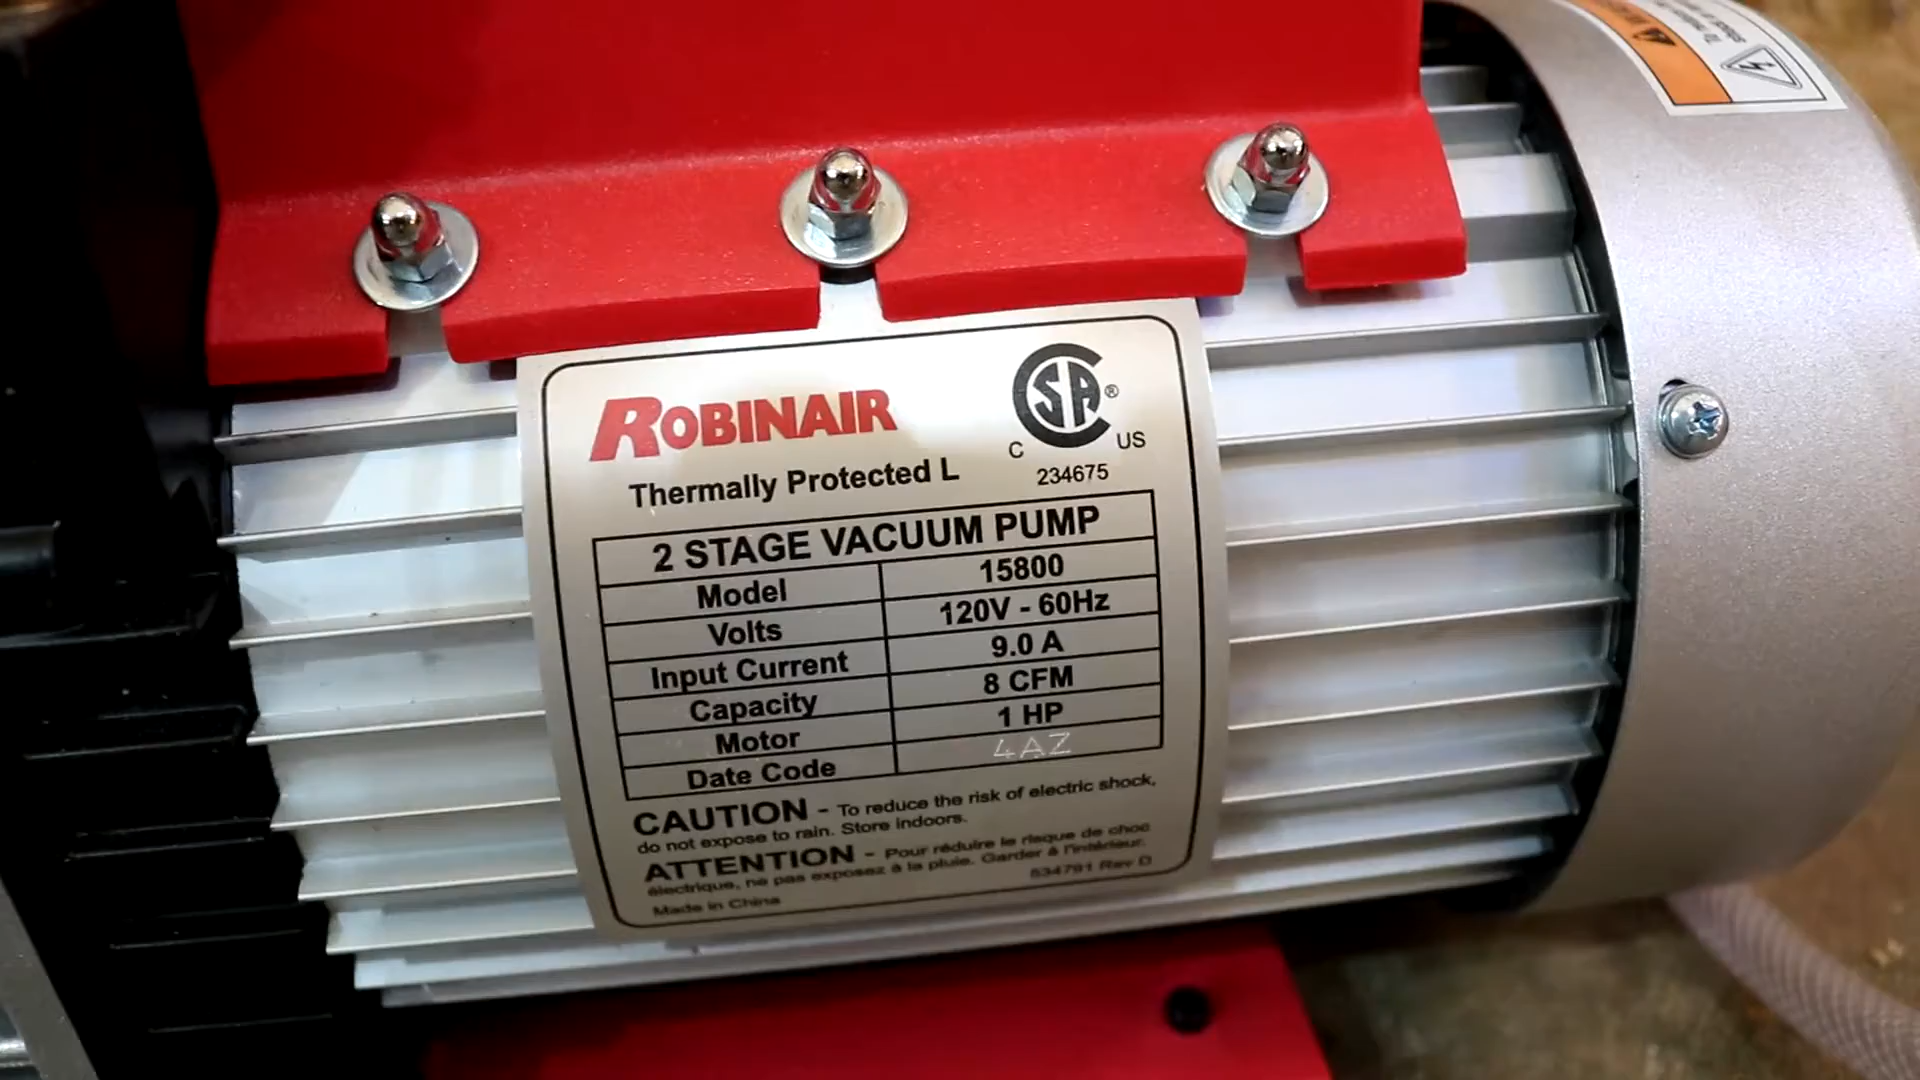 ROBINAIR
CSA®
C US
234675
Thermally Protected L
2 STAGE VACUUM PUMP
Model 15800
Volts 120V - 60Hz
Input Current 9.0 A
Capacity 8 CFM
Motor 1 HP
Date Code 4AZ
CAUTION - To reduce the risk of electric shock,
do not expose to rain. Store indoors.
ATTENTION - Pour réduire le risque de choc
électrique, ne pas exposez à la pluie. Garder à l'intérieur.
534791 Rev D
Made in China